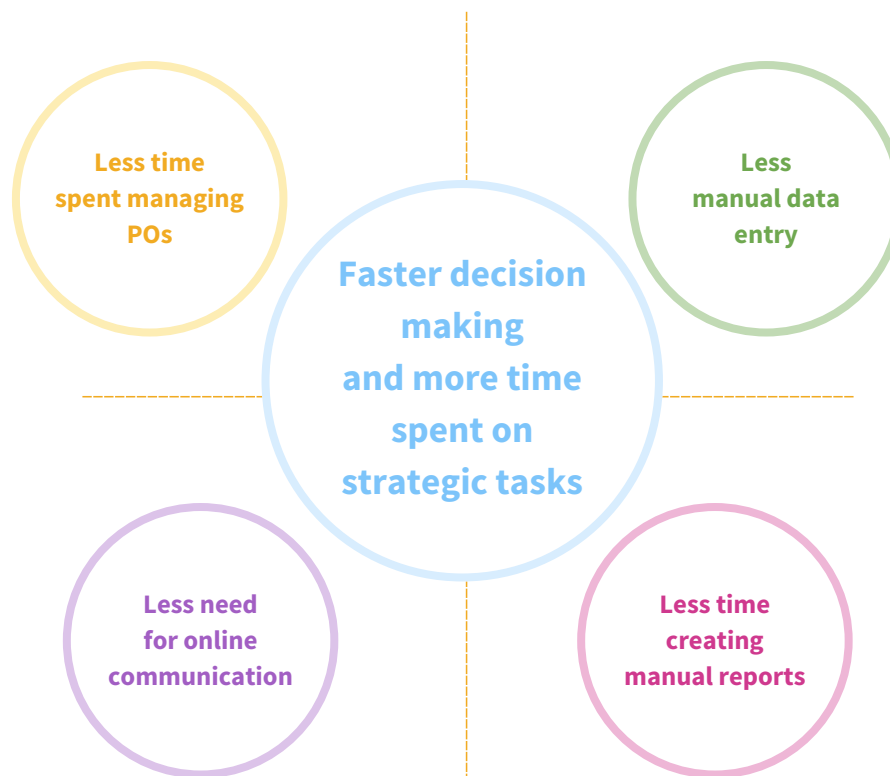 Less time
spent managing
POs
Less
manual data
entry
Faster decision
making
and more time
spent on
strategic tasks
Less need
for online
communication
Less time
creating
manual reports